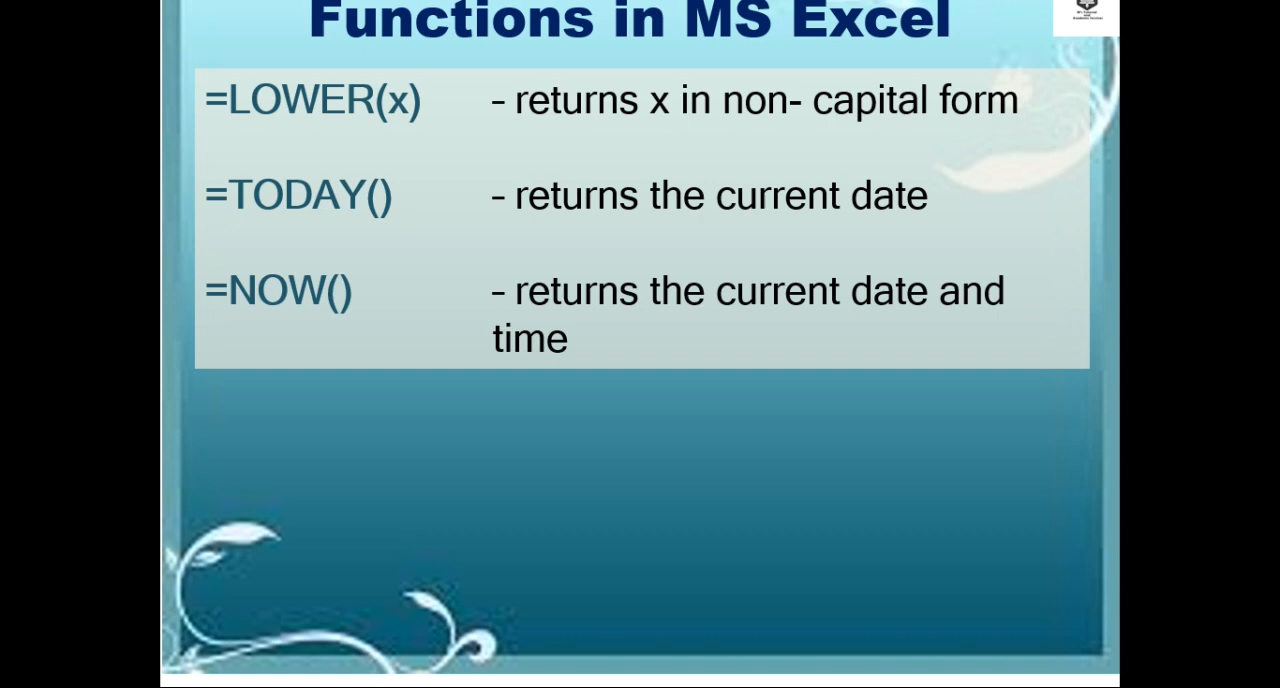 Functions in MS Excel
=LOWER(x) - returns x in non- capital form
=TODAY() - returns the current date
=NOW() - returns the current date and
time